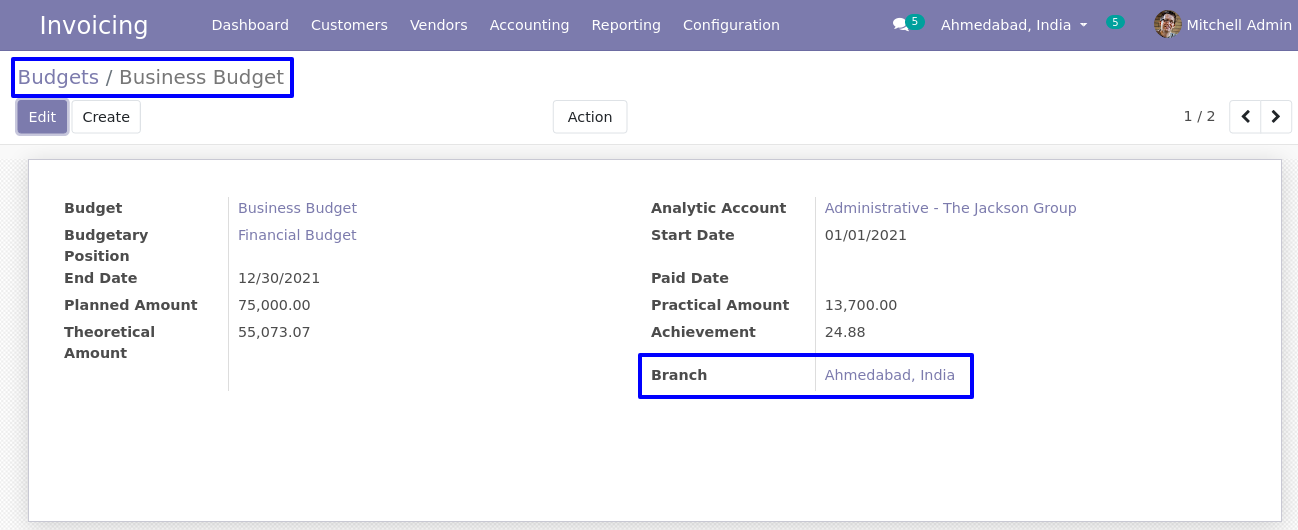 Invoicing Dashboard Customers Vendors Accounting Reporting Configuration 5 Ahmedabad, India 5 Mitchell Admin
Budgets / Business Budget
Edit Create Action 1 / 2
Budget Business Budget Analytic Account Administrative - The Jackson Group
Budgetary Position Financial Budget Start Date 01/01/2021
End Date 12/30/2021 Paid Date
Planned Amount 75,000.00 Practical Amount 13,700.00
Theoretical Amount 55,073.07 Achievement 24.88
Branch Ahmedabad, India